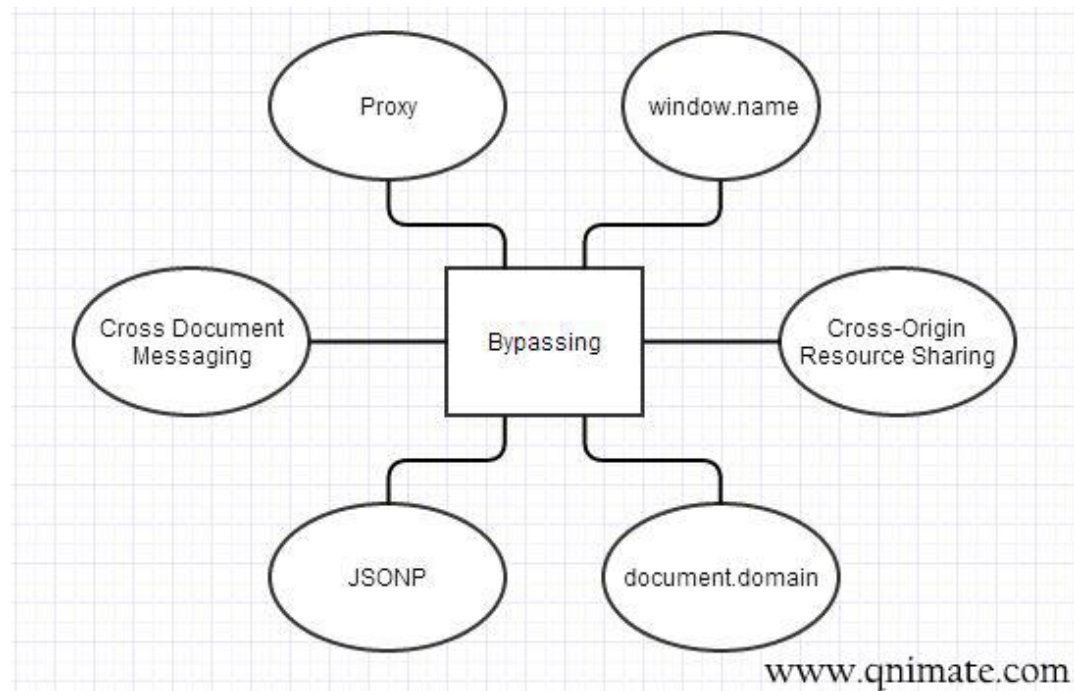 Proxy
window.name
Cross Document
Messaging
Bypassing
Cross-Origin
Resource Sharing
JSONP
document.domain
www.qnimate.com